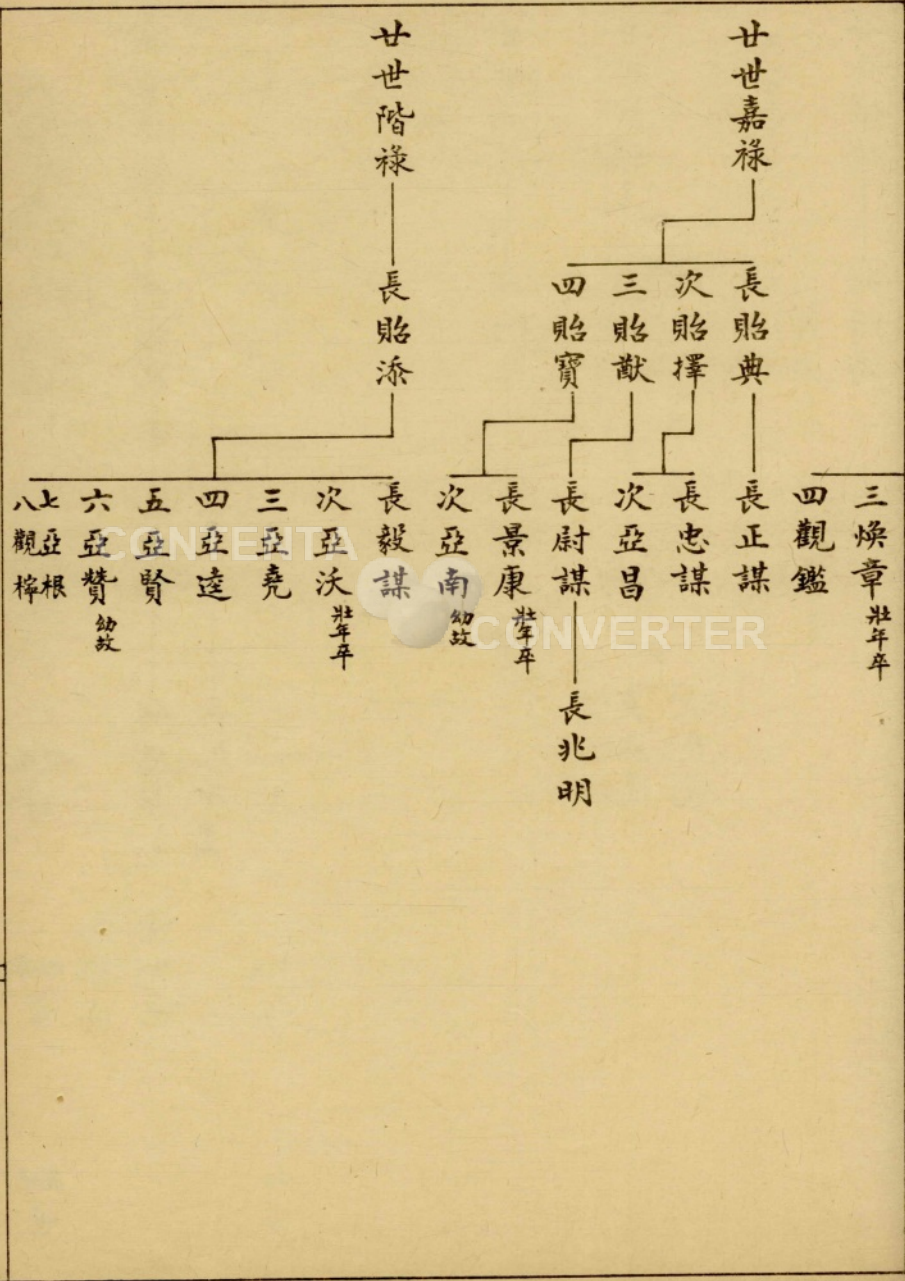 廿世嘉祿
長貽典
次貽擇
三貽猷
四貽寶
三煥章 壯年卒
四觀鑑
長正謀
長忠謀
次亞昌
長尉謀
長兆明
長景康 壯年卒
次亞南 幼故
廿世階祿
長貽添
長毅謀
次亞沃 壯年卒
三亞堯
四亞逵
五亞賢
六亞贊 幼故
七亞根
八觀
CONTENTA
CONVERTER